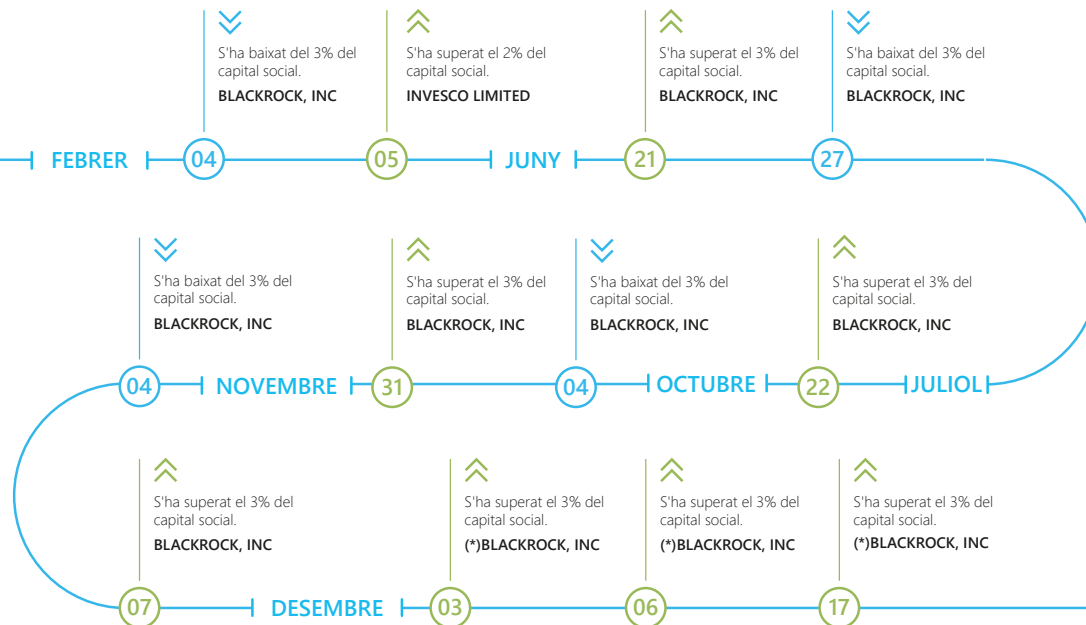 S'ha baixat del 3% del
capital social.
BLACKROCK, INC
S'ha superat el 2% del
capital social.
INVESCO LIMITED
S'ha superat el 3% del
capital social.
BLACKROCK, INC
S'ha baixat del 3% del
capital social.
BLACKROCK, INC
FEBRER 04 05 JUNY 21 27
S'ha baixat del 3% del
capital social.
BLACKROCK, INC
S'ha superat el 3% del
capital social.
BLACKROCK, INC
S'ha baixat del 3% del
capital social.
BLACKROCK, INC
S'ha superat el 3% del
capital social.
BLACKROCK, INC
04 NOVEMBRE 31 04 OCTUBRE 22 JULIOL
S'ha superat el 3% del
capital social.
BLACKROCK, INC
S'ha superat el 3% del
capital social.
(*)BLACKROCK, INC
S'ha superat el 3% del
capital social.
(*)BLACKROCK, INC
S'ha superat el 3% del
capital social.
(*)BLACKROCK, INC
07 DESEMBRE 03 06 17